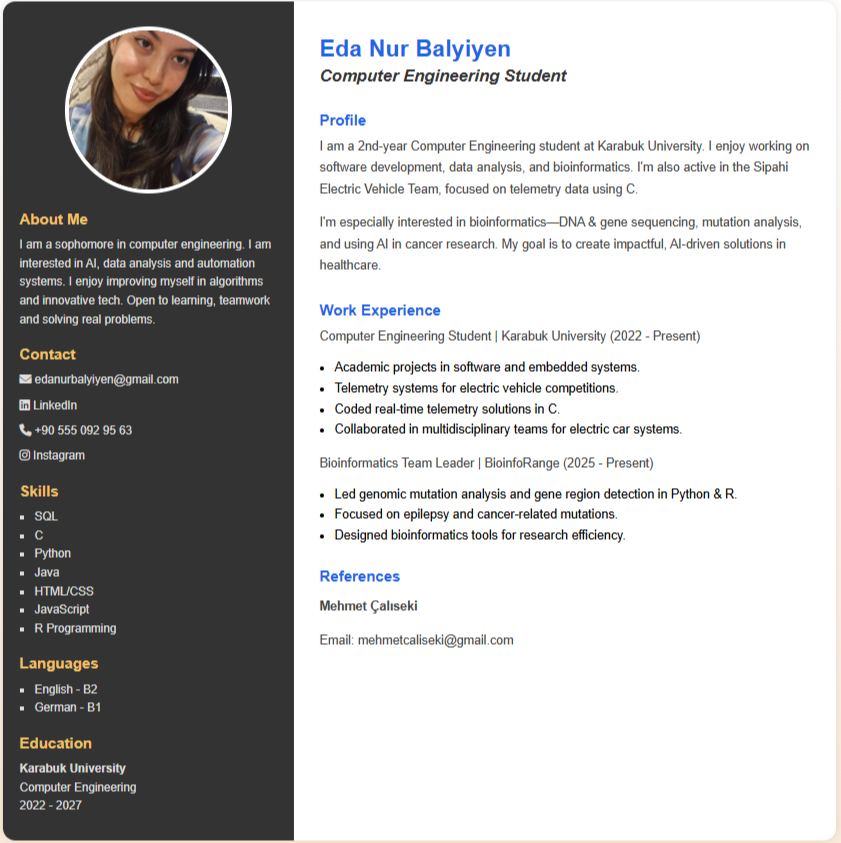 About Me
I am a sophomore in computer engineering. I am
interested in AI, data analysis and automation
systems. I enjoy improving myself in algorithms
and innovative tech. Open to learning, teamwork
and solving real problems.
Contact
edanurbalyiyen@gmail.com
LinkedIn
+90 555 092 95 63
Instagram
Skills
SQL
C
Python
Java
HTML/CSS
JavaScript
R Programming
Languages
English - B2
German - B1
Education
Karabuk University
Computer Engineering
2022 - 2027
Eda Nur Balyiyen
Computer Engineering Student
Profile
I am a 2nd-year Computer Engineering student at Karabuk University. I enjoy working on
software development, data analysis, and bioinformatics. I'm also active in the Sipahi
Electric Vehicle Team, focused on telemetry data using C.
I'm especially interested in bioinformatics—DNA & gene sequencing, mutation analysis,
and using AI in cancer research. My goal is to create impactful, AI-driven solutions in
healthcare.
Work Experience
Computer Engineering Student | Karabuk University (2022 - Present)
Academic projects in software and embedded systems.
Telemetry systems for electric vehicle competitions.
Coded real-time telemetry solutions in C.
Collaborated in multidisciplinary teams for electric car systems.
Bioinformatics Team Leader | BioinfoRange (2025 - Present)
Led genomic mutation analysis and gene region detection in Python & R.
Focused on epilepsy and cancer-related mutations.
Designed bioinformatics tools for research efficiency.
References
Mehmet Çalıseki
Email: mehmetcaliseki@gmail.com